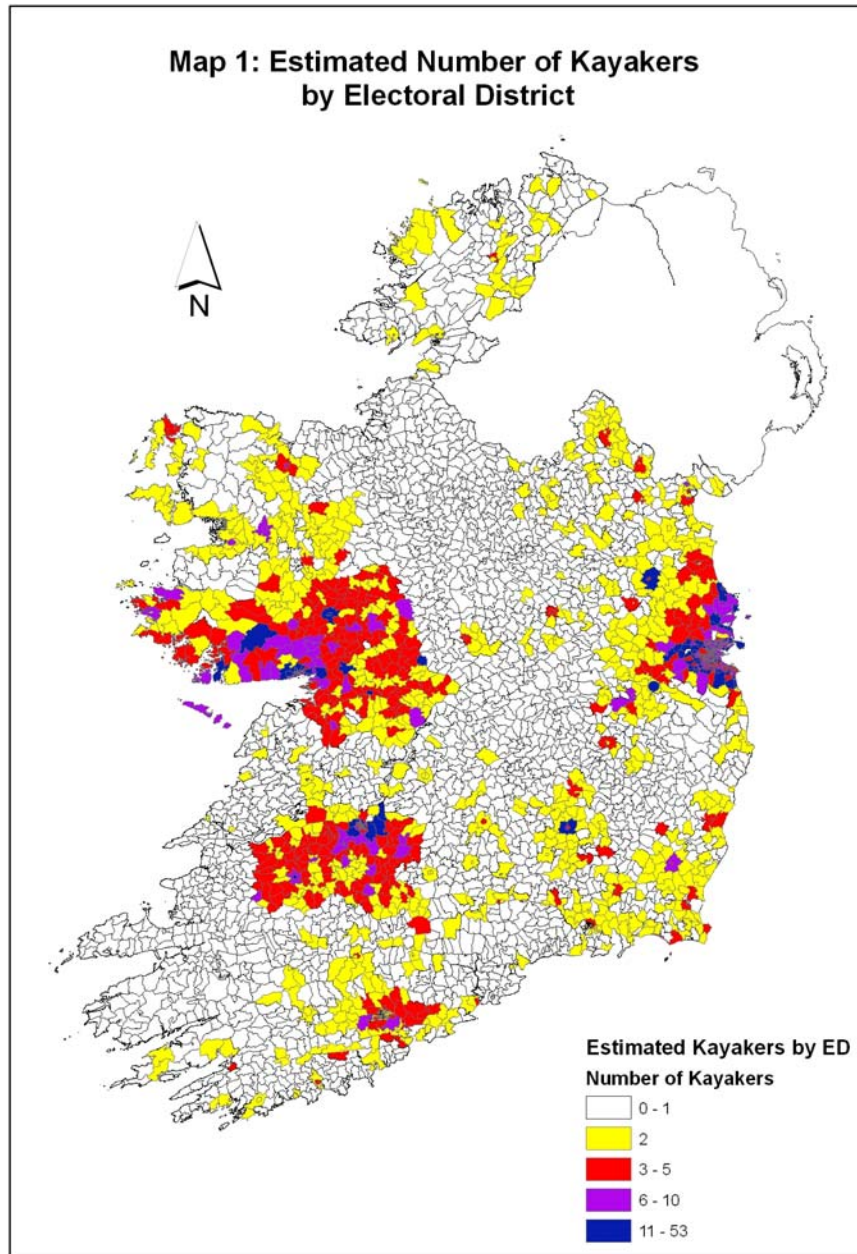 Map 1: Estimated Number of Kayakers
by Electoral District
N
Estimated Kayakers by ED
Number of Kayakers
0 - 1
2
3 - 5
6 - 10
11 - 53